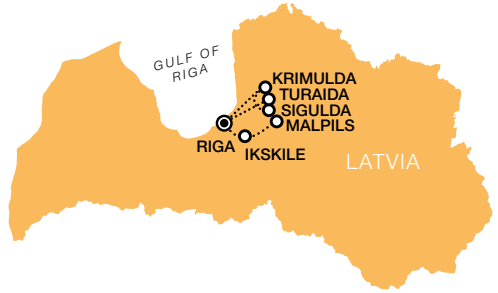 GULF OF
RIGA
KRIMULDA
TURAIDA
SIGULDA
MALPILS
RIGA
IKSKILE
LATVIA